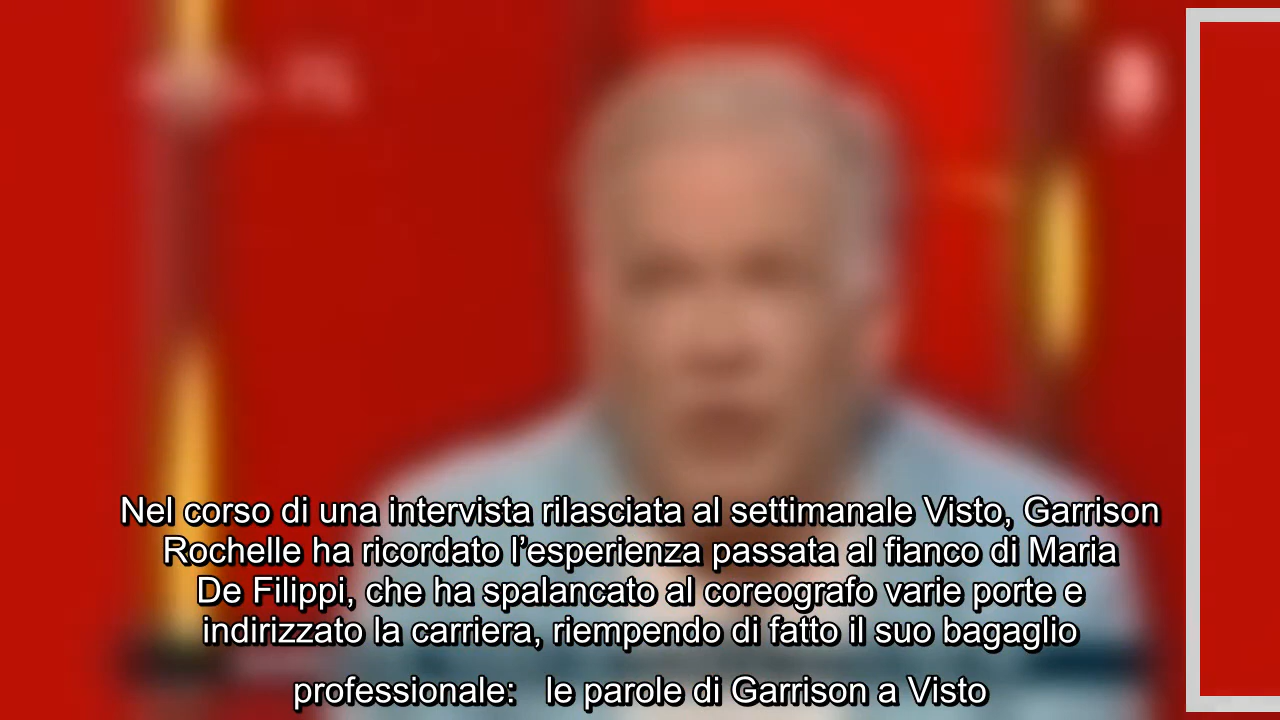 Nel corso di una intervista rilasciata al settimanale Visto, Garrison
Rochelle ha ricordato l’esperienza passata al fianco di Maria
De Filippi, che ha spalancato al coreografo varie porte e
indirizzato la carriera, riempendo di fatto il suo bagaglio
professionale:   le parole di Garrison a Visto